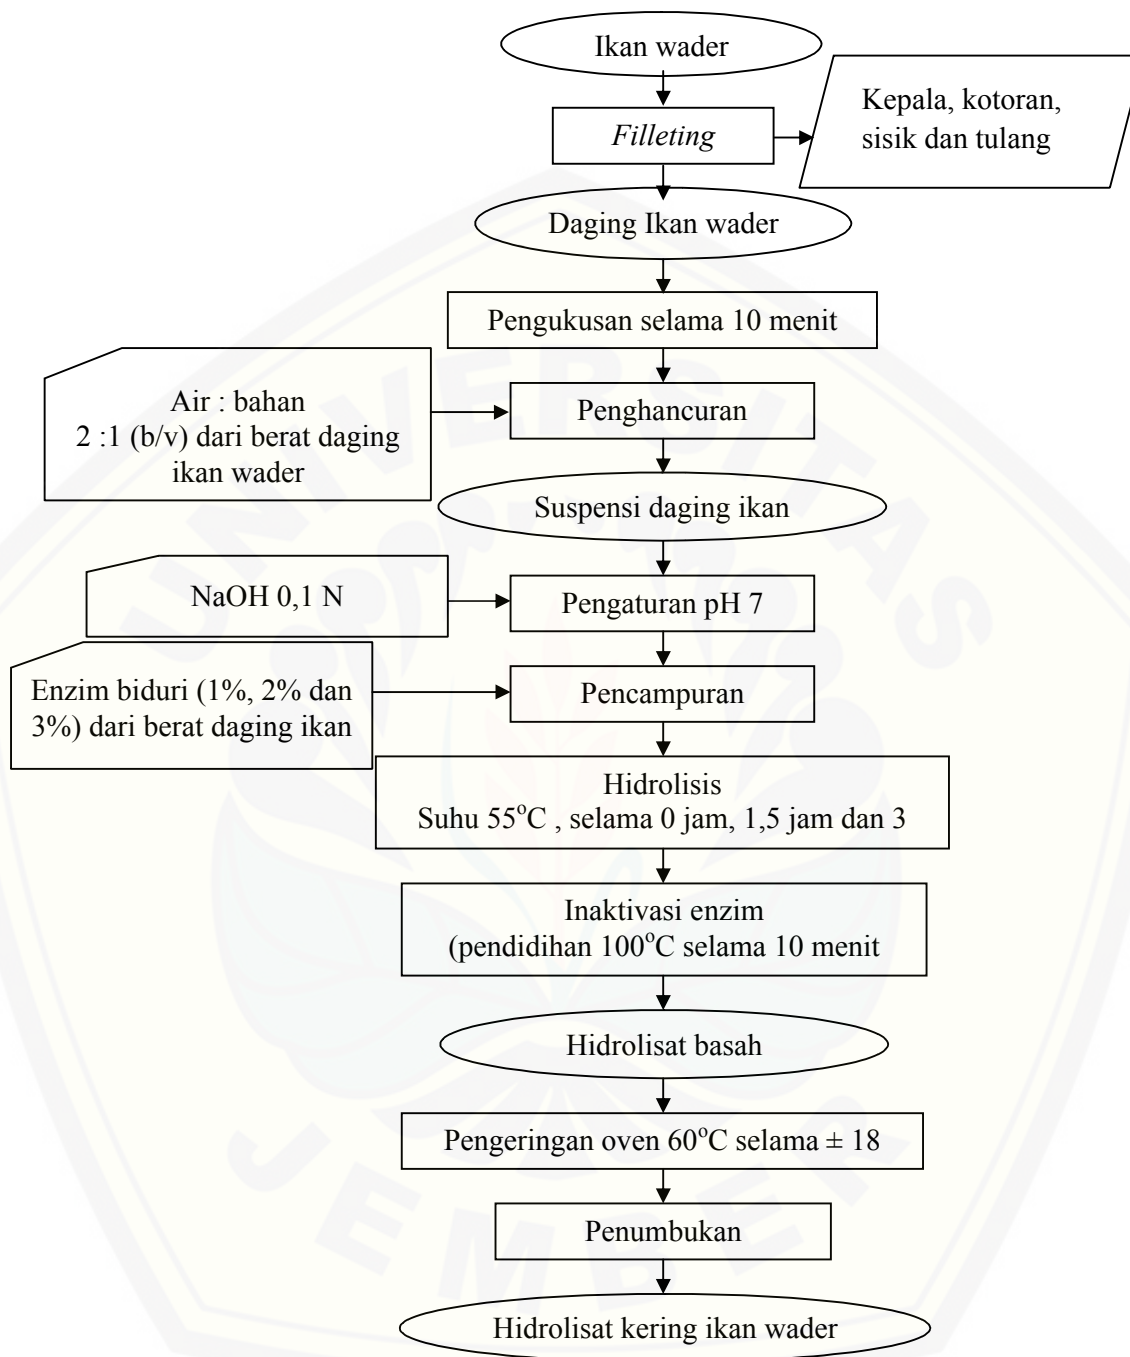 Ikan wader
Kepala, kotoran,
sisik dan tulang
Filleting
Daging Ikan wader
Pengukusan selama 10 menit
Air : bahan
2 :1 (b/v) dari berat daging
ikan wader
Penghancuran
Suspensi daging ikan
NaOH 0,1 N
Pengaturan pH 7
Enzim biduri (1%, 2% dan
3%) dari berat daging ikan
Pencampuran
Hidrolisis
Suhu 55°C , selama 0 jam, 1,5 jam dan 3
Inaktivasi enzim
(pendidihan 100°C selama 10 menit
Hidrolisat basah
Pengeringan oven 60°C selama ± 18
Penumbukan
Hidrolisat kering ikan wader
UNIVERSITAS
JEMBER